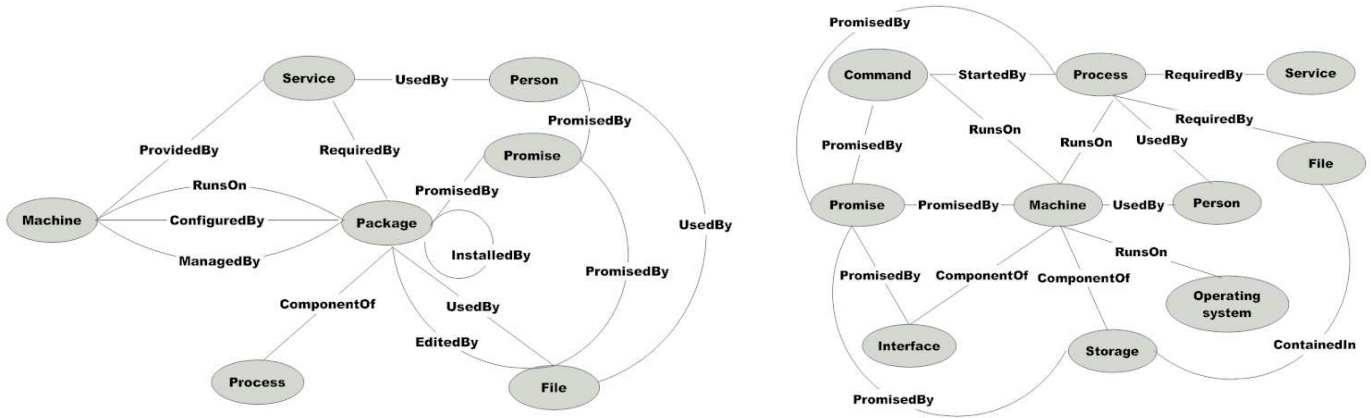 Service
UsedBy
Person
PromisedBy
ProvidedBy
RequiredBy
Promise
RunsOn
PromisedBy
Machine
ConfiguredBy
Package
UsedBy
ManagedBy
InstalledBy
PromisedBy
ComponentOf
UsedBy
EditedBy
Process
File
PromisedBy
Command
StartedBy
Process
RequiredBy
Service
RequiredBy
RunsOn
PromisedBy
RunsOn
UsedBy
File
Promise
PromisedBy
Machine
UsedBy
Person
RunsOn
PromisedBy
ComponentOf
ComponentOf
Operating
system
Interface
Storage
ContainedIn
PromisedBy